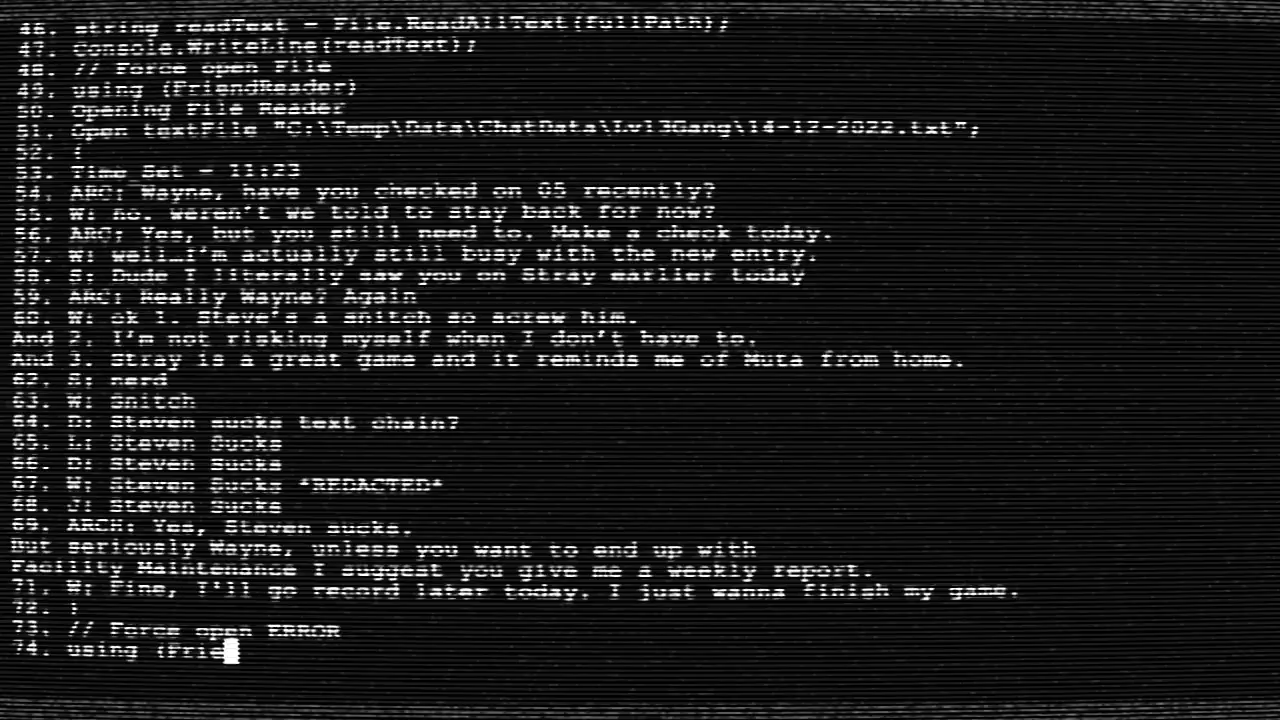 46. string readText = File.ReadAllText(fullPath);
47. Console.WriteLine(readText);
48. // Force open File
49. using (FriendReader)
50. Opening File Reader
51. Open textFile "C:\Temp\Data\ChatData\Lvl3Gang\14-12-2022.txt";
52. {
53. Time_Set - 11:23
54. ARC: Wayne, have you checked on 05 recently?
55. W: no. weren't we told to stay back for now?
56. ARC: Yes, but you still need to. Make a check today.
57. W: well…I'm actually still busy with the new entry.
58. S: Dude I literally saw you on Stray earlier today
59. ARC: Really Wayne? Again
60. W: ok 1. Steve's a snitch so screw him.
And 2. I'm not risking myself when I don't have to.
And 3. Stray is a great game and it reminds me of Muta from home.
62. S: nerd
63. W: Snitch
64. D: Steven sucks text chain?
65. L: Steven Sucks
66. D: Steven Sucks
67. W: Steven Sucks *REDACTED*
68. J: Steven Sucks
69. ARCH: Yes, Steven sucks.
But seriously Wayne, unless you want to end up with
Facility Maintenance I suggest you give me a weekly report.
71. W: Fine, I'll go record later today. I just wanna finish my game.
72. }
73. // Force open ERROR
74. using (Frie